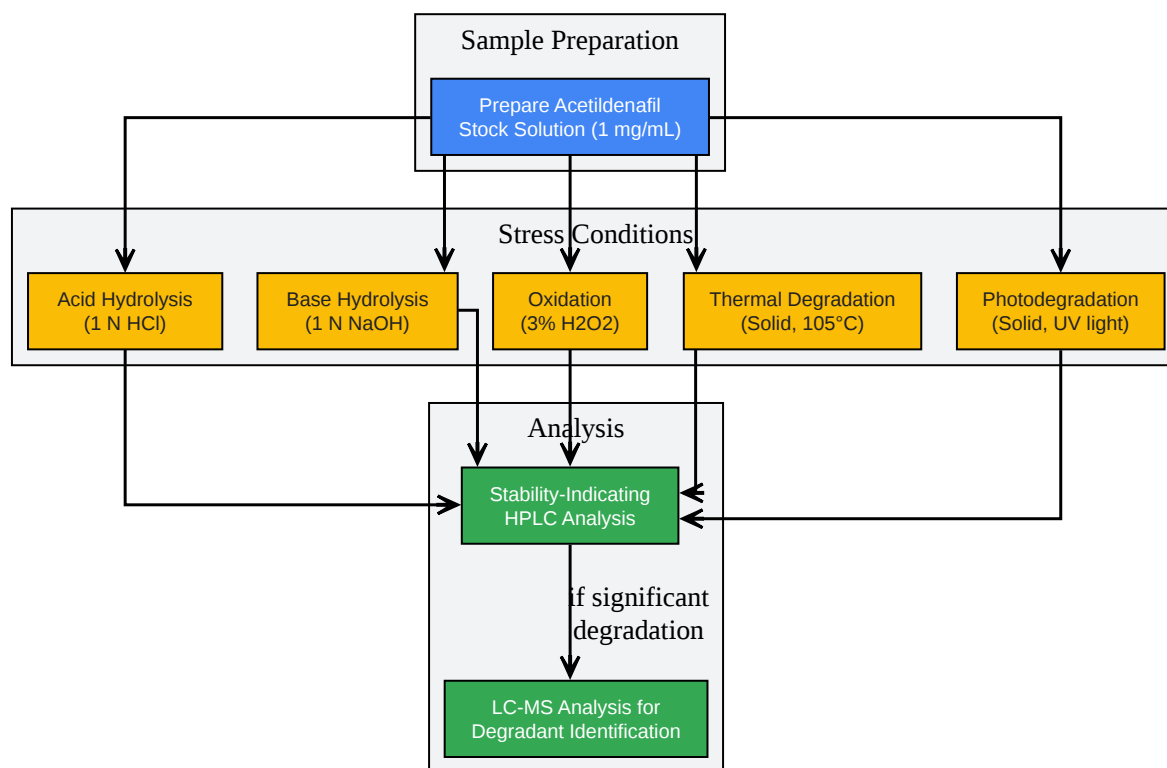 Sample Preparation
Prepare Acetildenafil
Stock Solution (1 mg/mL)
Stress Conditions
Acid Hydrolysis
(1 N HCl)
Base Hydrolysis
(1 N NaOH)
Oxidation
(3% H2O2)
Thermal Degradation
(Solid, 105°C)
Photodegradation
(Solid, UV light)
Analysis
Stability-Indicating
HPLC Analysis
if significant
degradation
LC-MS Analysis for
Degradant Identification